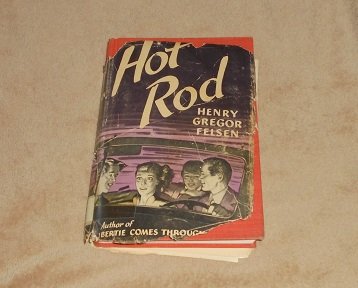 Hot
Rod
HENRY
GREGOR
FELSEN
Author of
BERTIE COMES THROUGH